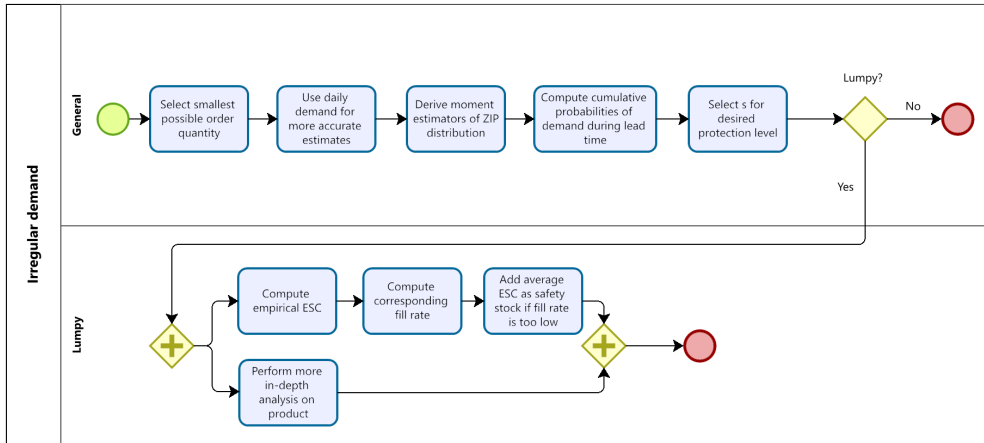 Irregular demand
General
Select smallest
possible order
quantity
Use daily
demand for
more accurate
estimates
Derive moment
estimators of ZIP
distribution
Compute cumulative
probabilities of
demand during lead
time
Select s for
desired
protection level
Lumpy?
No
Yes
Lumpy
Compute
empirical ESC
Compute
corresponding
fill rate
Add average
ESC as safety
stock if fill rate
is too low
Perform more
in-depth
analysis on
product